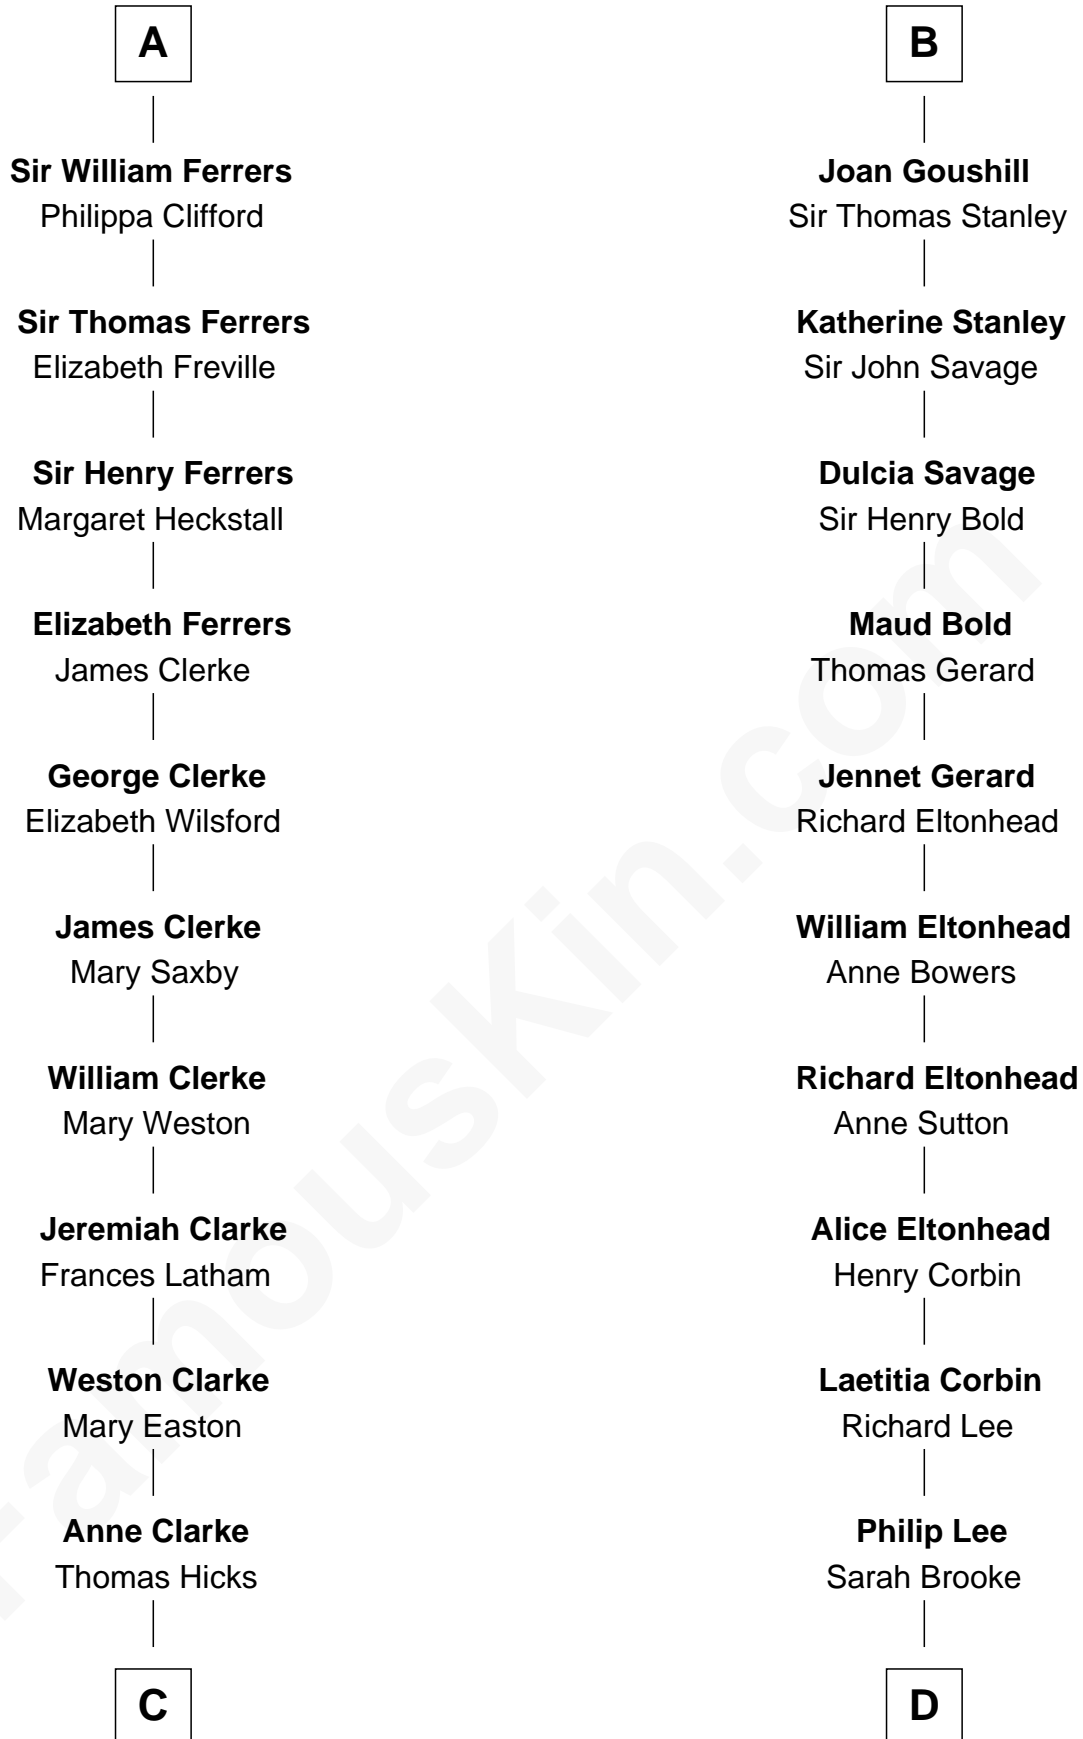 A
Sir William Ferrers
Philippa Clifford
Sir Thomas Ferrers
Elizabeth Freville
Sir Henry Ferrers
Margaret Heckstall
Elizabeth Ferrers
James Clerke
George Clerke
Elizabeth Wilsford
James Clerke
Mary Saxby
William Clerke
Mary Weston
Jeremiah Clarke
Frances Latham
Weston Clarke
Mary Easton
Anne Clarke
Thomas Hicks
C
B
Joan Goushill
Sir Thomas Stanley
Katherine Stanley
Sir John Savage
Dulcia Savage
Sir Henry Bold
Maud Bold
Thomas Gerard
Jennet Gerard
Richard Eltonhead
William Eltonhead
Anne Bowers
Richard Eltonhead
Anne Sutton
Alice Eltonhead
Henry Corbin
Laetitia Corbin
Richard Lee
Philip Lee
Sarah Brooke
D
FamousKin.com